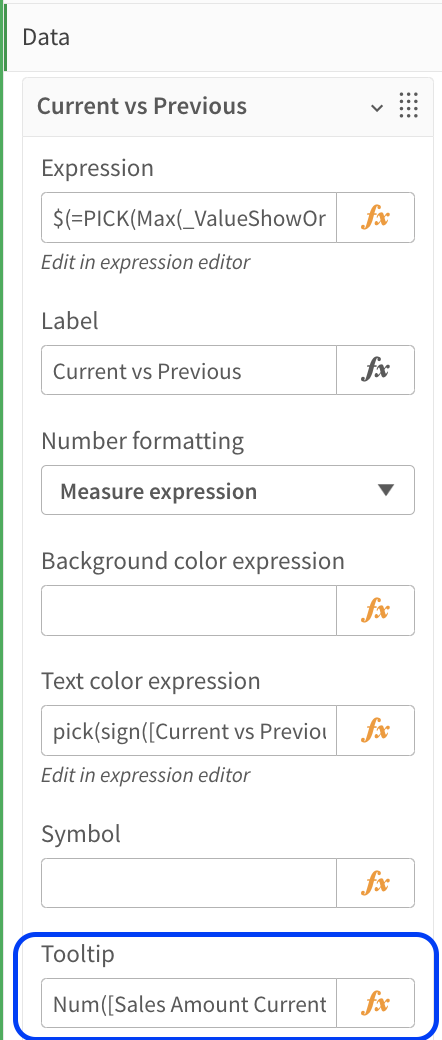 Data
Current vs Previous
Expression
$(=PICK(Max(_ValueShowOr fx
Edit in expression editor
Label
Current vs Previous fx
Number formatting
Measure expression
Background color expression
fx
Text color expression
pick(sign([Current vs Previou fx
Edit in expression editor
Symbol
fx
Tooltip
Num([Sales Amount Current fx